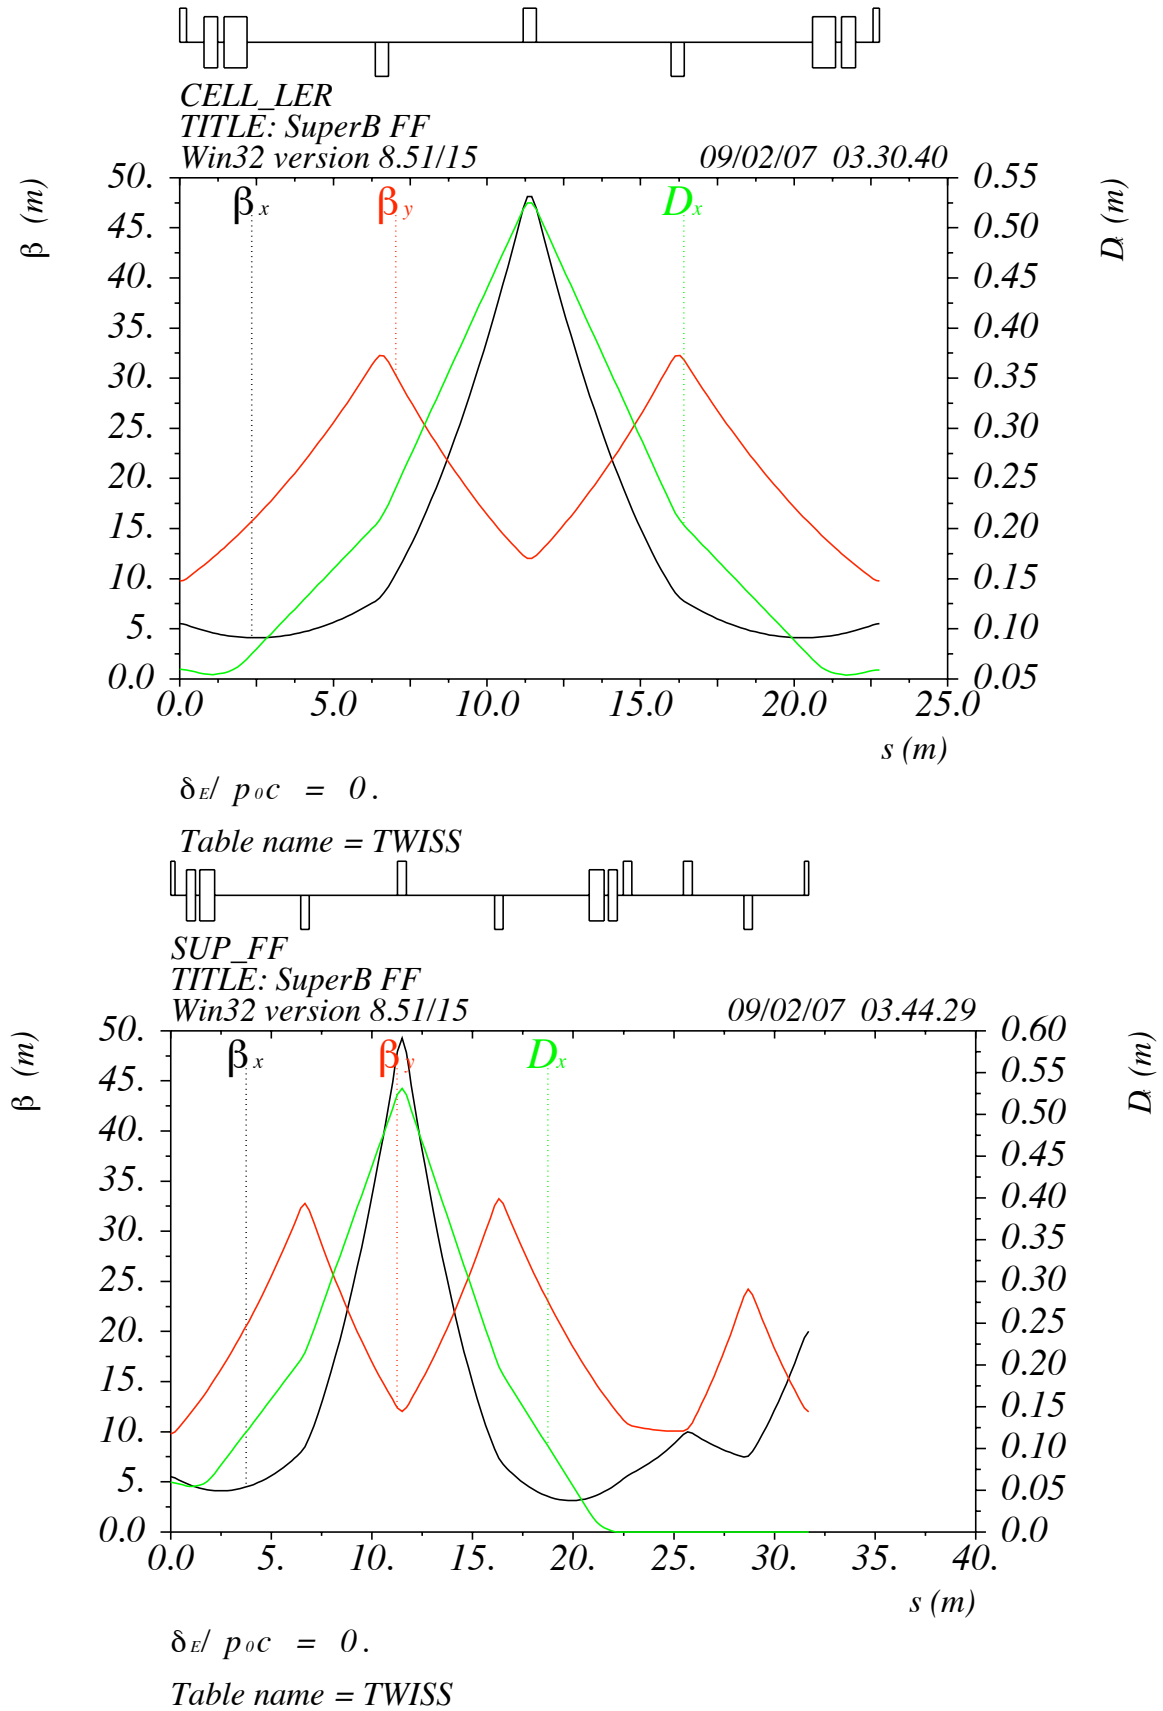 CELL_LER
TITLE: SuperB FF
Win32 version 8.51/15 09/02/07 03.30.40
β (m)
50.
45.
40.
35.
30.
25.
20.
15.
10.
5.
0.0
βx βy Dx
0.55
0.50
0.45
0.40
0.35
0.30
0.25
0.20
0.15
0.10
0.05
Dx (m)
0.0 5.0 10.0 15.0 20.0 25.0
s (m)
δE/ p0c = 0.
Table name = TWISS
SUP_FF
TITLE: SuperB FF
Win32 version 8.51/15 09/02/07 03.44.29
β (m)
50.
45.
40.
35.
30.
25.
20.
15.
10.
5.
0.0
βx βy Dx
0.60
0.55
0.50
0.45
0.40
0.35
0.30
0.25
0.20
0.15
0.10
0.05
0.0
Dx (m)
0.0 5. 10. 15. 20. 25. 30. 35. 40.
s (m)
δE/ p0c = 0.
Table name = TWISS